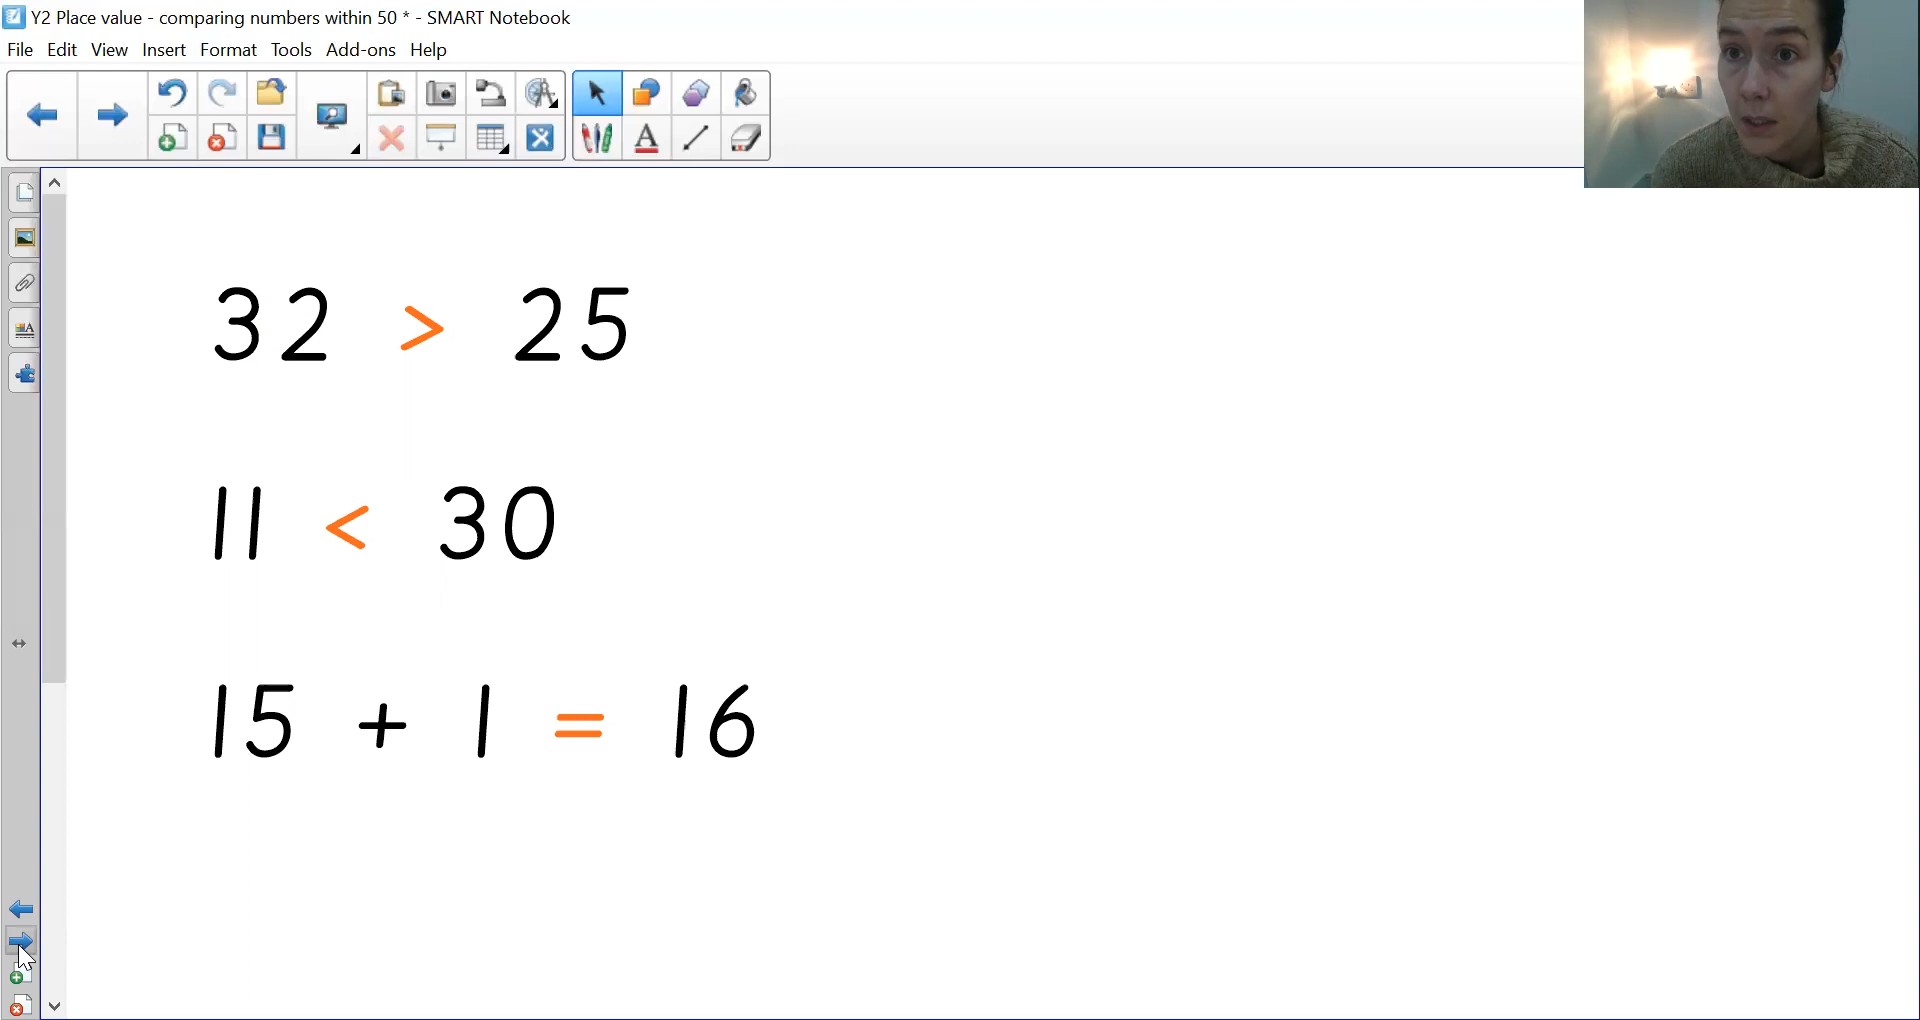 Y2 Place value - comparing numbers within 50 * - SMART Notebook
File Edit View Insert Format Tools Add-ons Help
32 > 25
11 < 30
15 + 1 = 16